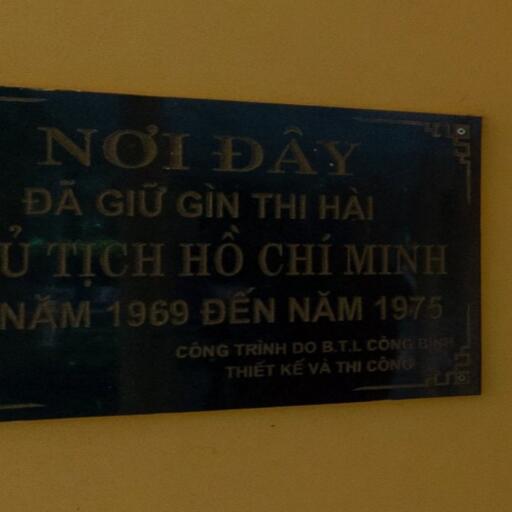 NƠI ĐÂY
ĐÃ GIỮ GÌN THI HÀI
TỊCH HỒ CHÍ MINH
NĂM 1969 ĐẾN NĂM 1975
CÔNG TRÌNH DO B.T.L CÔNG BINH
THIẾT KẾ VÀ THI CÔNG